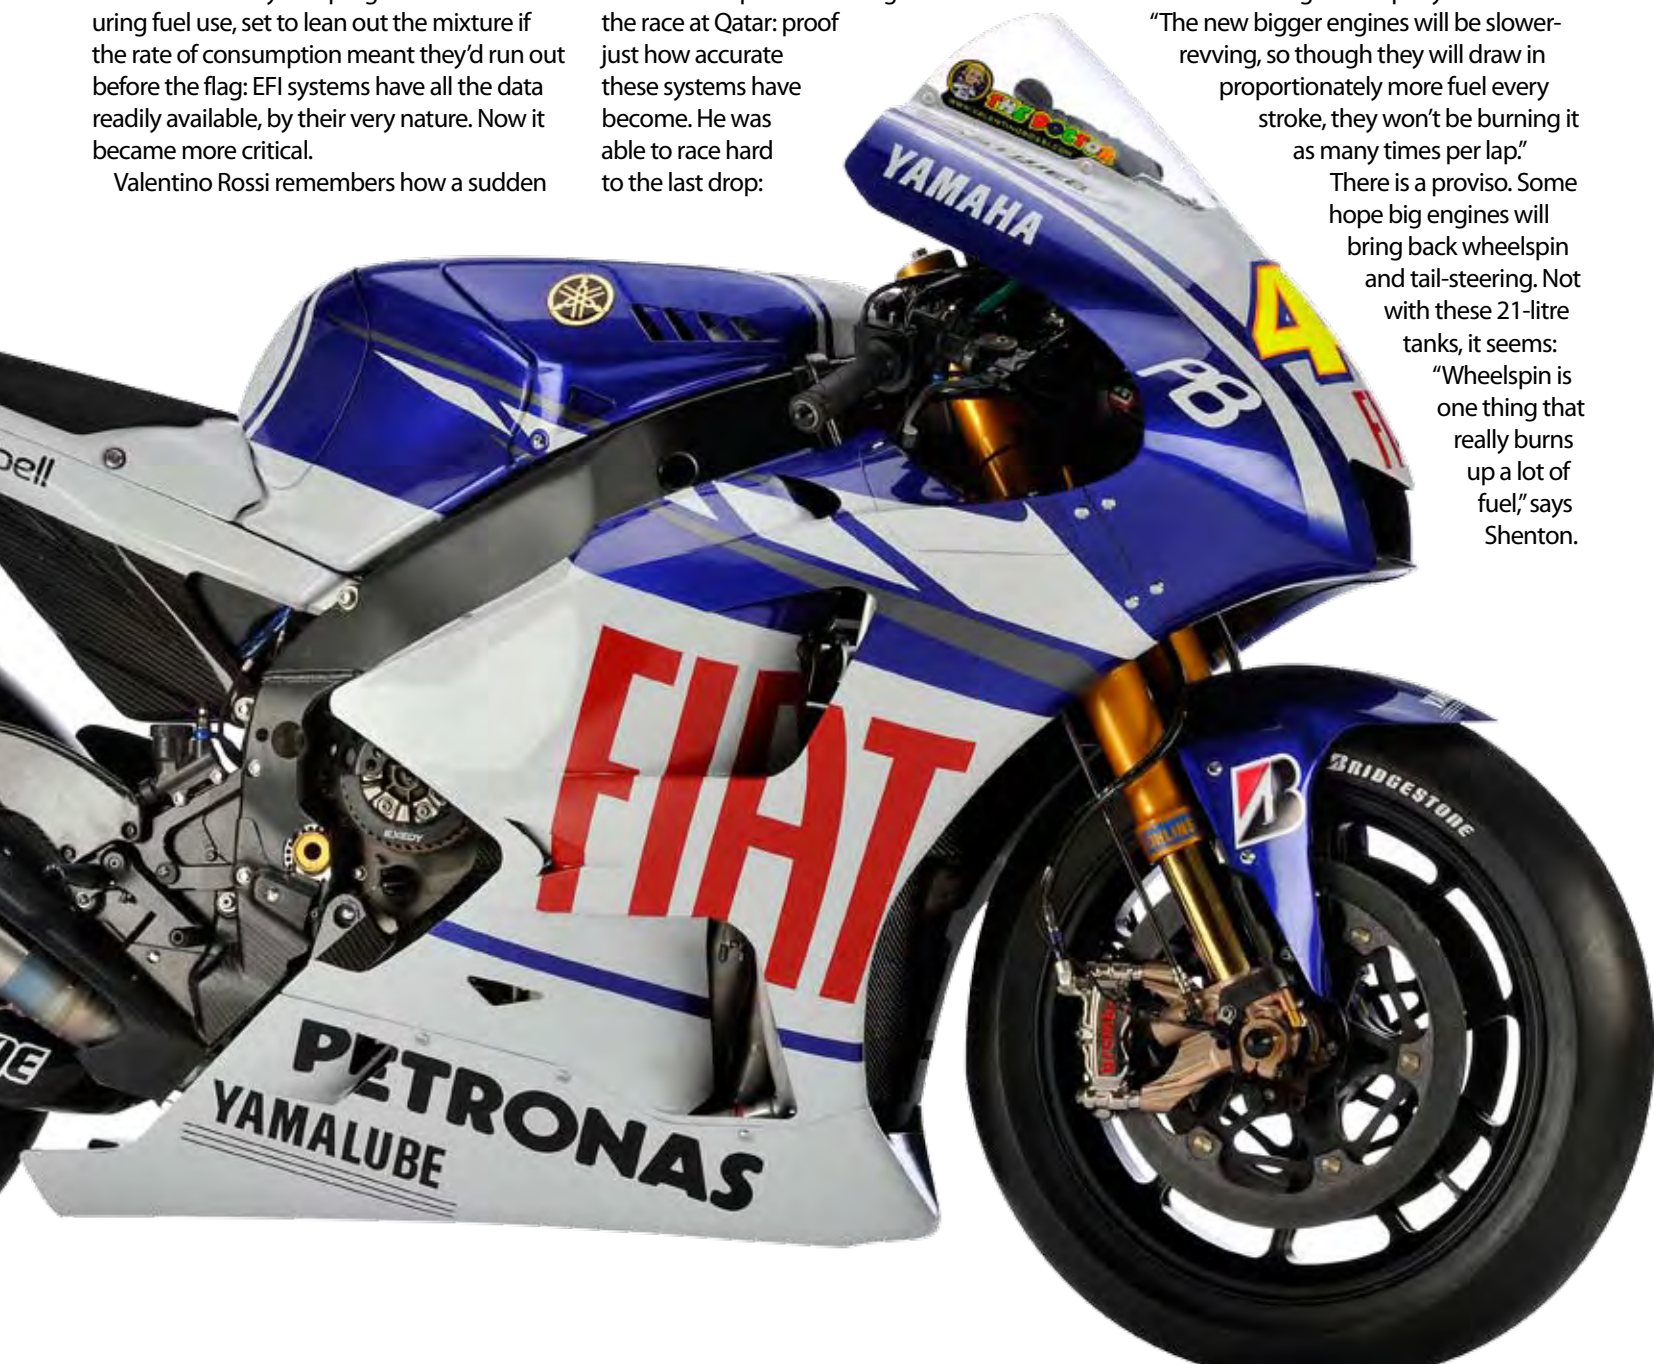 uring fuel use, set to lean out the mixture if
the rate of consumption meant they’d run out
before the flag: EFI systems have all the data
readily available, by their very nature. Now it
became more critical.
Valentino Rossi remembers how a sudden
the race at Qatar: proof
just how accurate
these systems have
become. He was
able to race hard
to the last drop:
“The new bigger engines will be slower-
revving, so though they will draw in
proportionately more fuel every
stroke, they won’t be burning it
as many times per lap.”
There is a proviso. Some
hope big engines will
bring back wheelspin
and tail-steering. Not
with these 21-litre
tanks, it seems:
“Wheelspin is
one thing that
really burns
up a lot of
fuel,” says
Shenton.
THE DOCTOR
YAMAHA
4
FIAT
BRIDGESTONE
B
EXEDY
PETRONAS
YAMALUBE